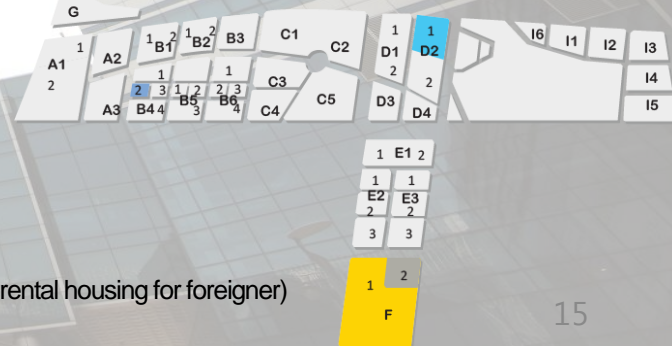 G
1 A1 2
A2
A3
1 B1 2
1 B2 2
B3
1
2 3
B4 4
1 2
B5
3
1
2 3
B6
4
C1
C2
C3
C4
C5
1
D1
2
1
D2
2
D3
D4
I6
I1
I2
I3
I4
I5
1 E1 2
1
E2
2
3
1
E3
2
3
1 2
F
rental housing for foreigner)
15